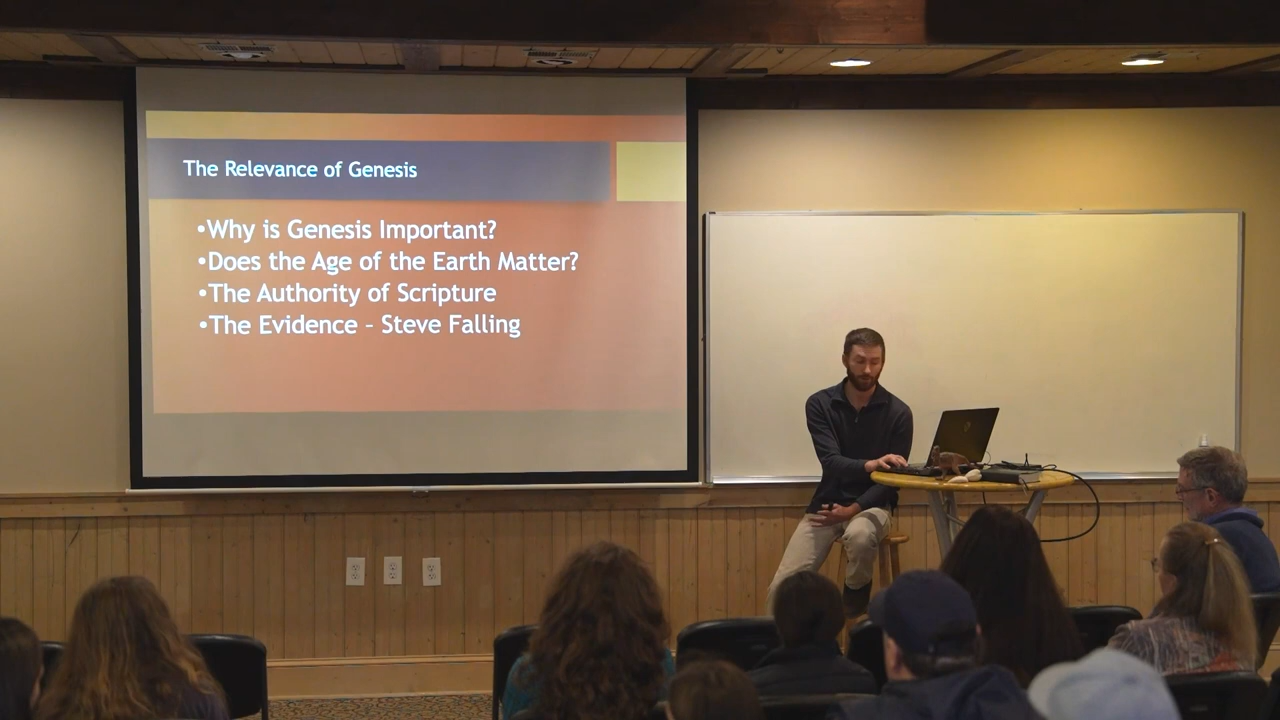 The Relevance of Genesis
•Why is Genesis Important?
•Does the Age of the Earth Matter?
•The Authority of Scripture
•The Evidence – Steve Falling